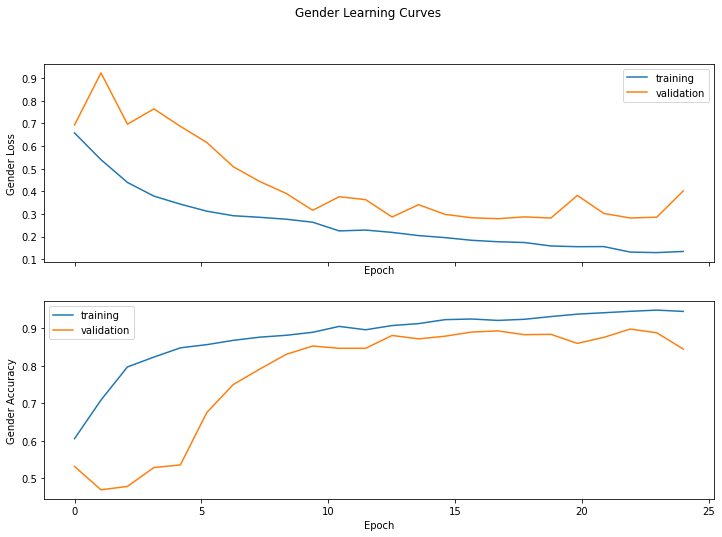 Gender Learning Curves
Gender Loss
0.9
0.8
0.7
0.6
0.5
0.4
0.3
0.2
0.1
training
validation
Epoch
Gender Accuracy
0.9
0.8
0.7
0.6
0.5
training
validation
0 5 10 15 20 25
Epoch